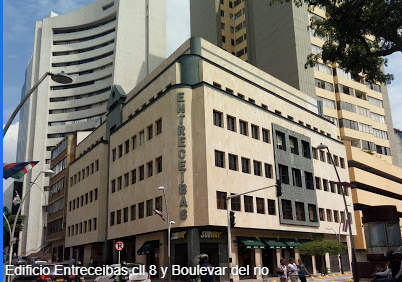 ENTRECEIBAS
SUBWAY
Edificio Entreceibas cll 8 y Boulevar del rio